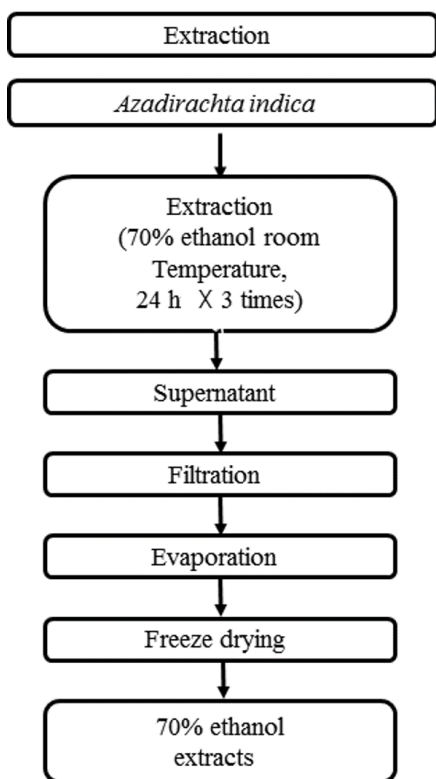 Extraction
Azadirachta indica
Extraction
(70% ethanol room
Temperature,
24 h X 3 times)
Supernatant
Filtration
Evaporation
Freeze drying
70% ethanol
extracts